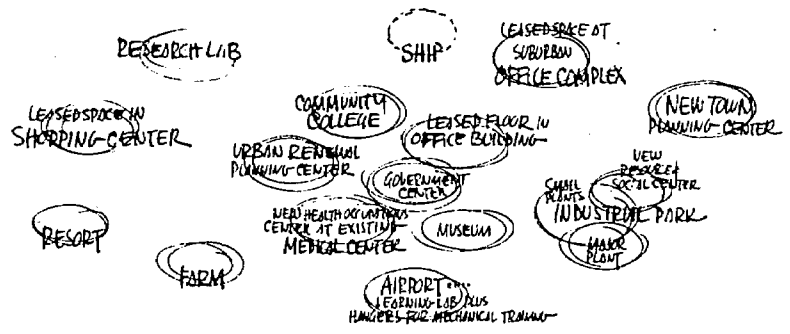 RESEARCH LAB
SHIP
LEASED SPACE AT
SUBURBAN
OFFICE COMPLEX
LEASED SPACE IN
SHOPPING CENTER
COMMUNITY
COLLEGE
LEASED FLOOR IN
OFFICE BUILDING
NEW TOWN
PLANNING CENTER
URBAN RENEWAL
PLANNING CENTER
GOVERNMENT
CENTER
NEW
RESOURCE &
SOCIAL CENTER
SMALL
PLANTS
INDUSTRIAL PARK
MAJOR
PLANT
RESORT
NEW HEALTH OCCUPATIONS
CENTER AT EXISTING
MEDICAL CENTER
MUSEUM
FARM
AIRPORT....
LEARNING LAB PLUS
HANGERS FOR MECHANICAL TRAINING